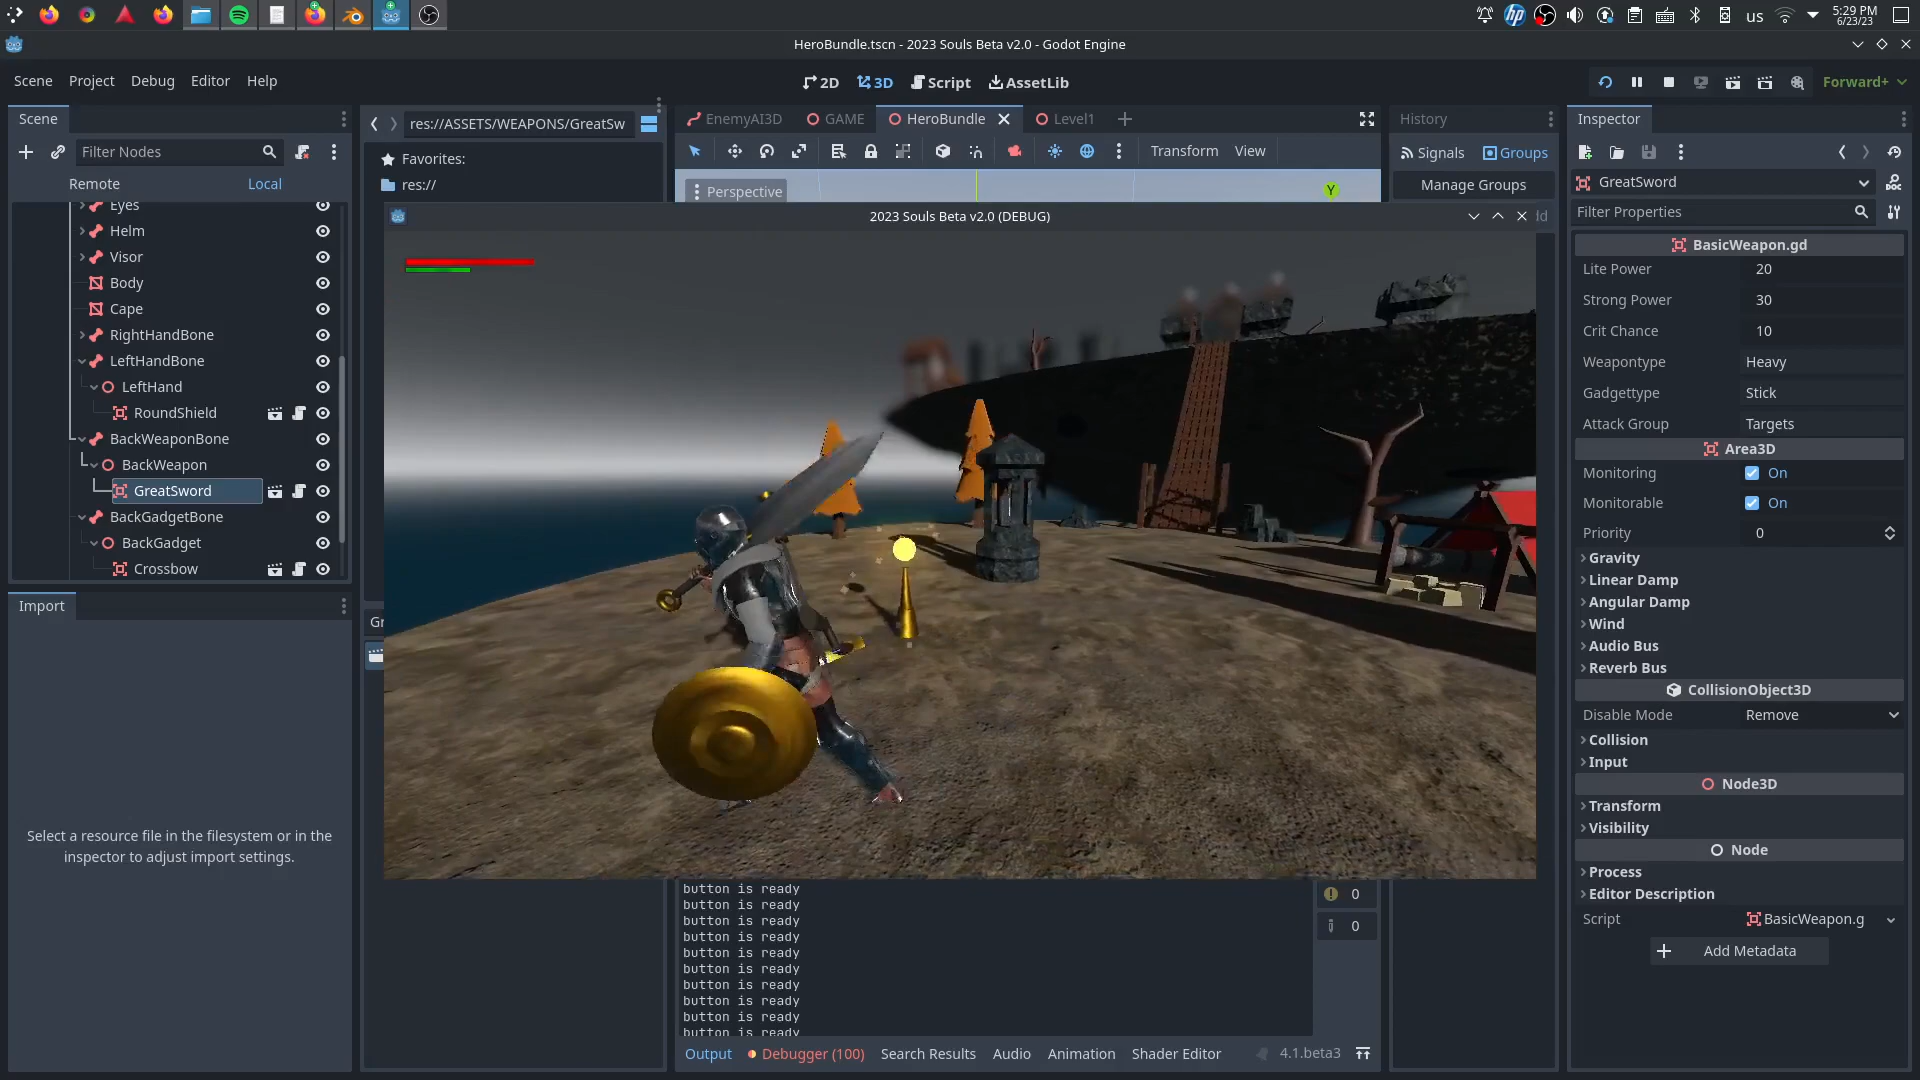 us
5:29 PM
6/23/23
HeroBundle.tscn - 2023 Souls Beta v2.0 - Godot Engine
Scene Project Debug Editor Help
2D 3D Script AssetLib
Forward+
Scene
Filter Nodes
Remote Local
Eyes
Helm
Visor
Body
Cape
RightHandBone
LeftHandBone
LeftHand
RoundShield
BackWeaponBone
BackWeapon
GreatSword
BackGadgetBone
BackGadget
Crossbow
Import
Select a resource file in the filesystem or in the
inspector to adjust import settings.
res://ASSETS/WEAPONS/GreatSw
Favorites:
res://
Gr
EnemyAI3D GAME HeroBundle Level1
Transform View
Perspective
Y
2023 Souls Beta v2.0 (DEBUG)
button is ready
button is ready
button is ready
button is ready
button is ready
button is ready
button is ready
button is ready
button is ready
button is ready
0
0
Output Debugger (100) Search Results Audio Animation Shader Editor 4.1.beta3
History
Signals Groups
Manage Groups
dd
Inspector
GreatSword
DOC
Filter Properties
BasicWeapon.gd
Lite Power 20
Strong Power 30
Crit Chance 10
Weapontype Heavy
Gadgettype Stick
Attack Group Targets
Area3D
Monitoring On
Monitorable On
Priority 0
Gravity
Linear Damp
Angular Damp
Wind
Audio Bus
Reverb Bus
CollisionObject3D
Disable Mode Remove
Collision
Input
Node3D
Transform
Visibility
Node
Process
Editor Description
Script BasicWeapon.g
Add Metadata